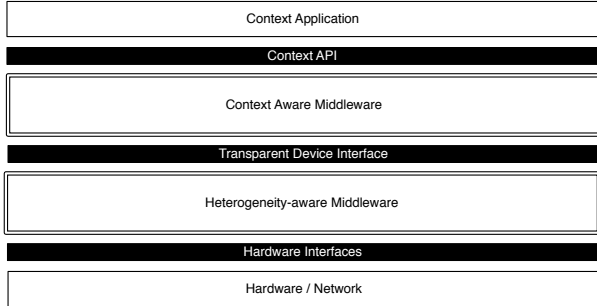 Context Application
Context API
Context Aware Middleware
Transparent Device Interface
Heterogeneity-aware Middleware
Hardware Interfaces
Hardware / Network